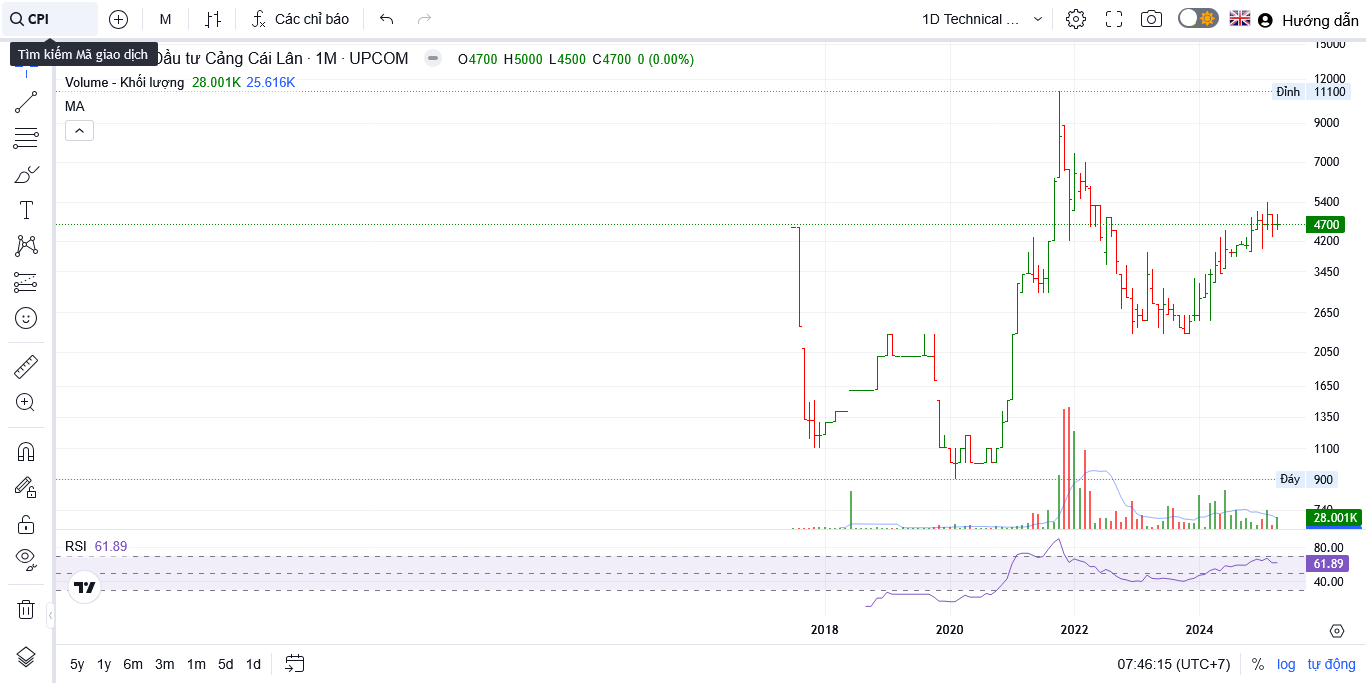 CPI
M
Các chỉ báo
1D Technical ...
Hướng dẫn
Tìm kiếm Mã giao dịch
Đầu tư Cảng Cái Lân · 1M · UPCOM
O4700 H5000 L4500 C4700 0 (0.00%)
Volume - Khối lượng 28.001K 25.616K
MA
15000
12000
Đỉnh 11100
9000
7000
5400
4700
4200
3450
2650
2050
1650
1350
1100
Đáy 900
740
28.001K
RSI 61.89
80.00
61.89
40.00
2018 2020 2022 2024
5y 1y 6m 3m 1m 5d 1d
07:46:15 (UTC+7) % log tự động